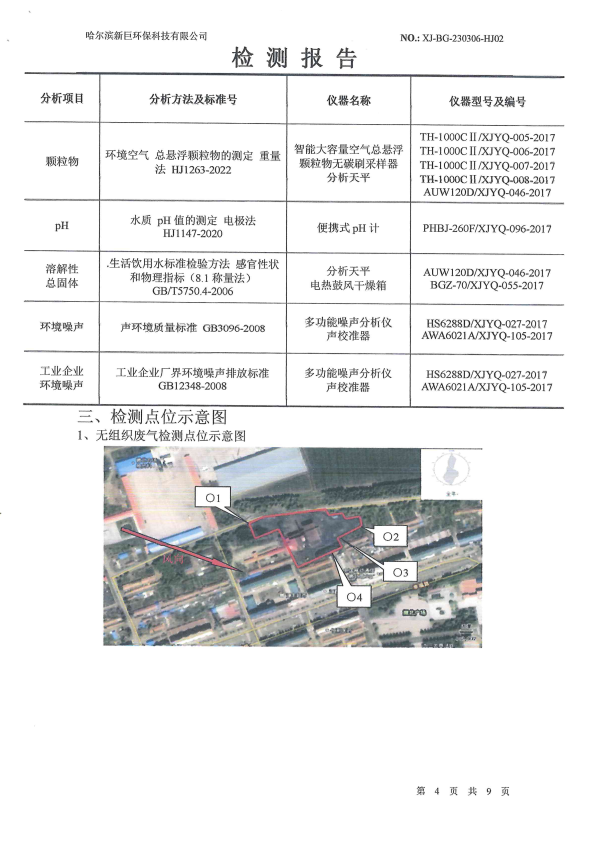 哈尔滨新巨环保科技有限公司
NO.: XJ-BG-230306-HJ02
检测报告
分析项目 分析方法及标准号 仪器名称 仪器型号及编号
颗粒物
环境空气 总悬浮颗粒物的测定 重量
法 HJ1263-2022
智能大容量空气总悬浮
颗粒物无碳刷采样器
分析天平
TH-1000CⅡ/XJYQ-005-2017
TH-1000CⅡ/XJYQ-006-2017
TH-1000CⅡ/XJYQ-007-2017
TH-1000CⅡ/XJYQ-008-2017
AUW120D/XJYQ-046-2017
pH
水质 pH 值的测定 电极法
HJ1147-2020
便携式 pH 计
PHBJ-260F/XJYQ-096-2017
溶解性
总固体
生活饮用水标准检验方法 感官性状
和物理指标（8.1 称量法）
GB/T5750.4-2006
分析天平
电热鼓风干燥箱
AUW120D/XJYQ-046-2017
BGZ-70/XJYQ-055-2017
环境噪声
声环境质量标准 GB3096-2008
多功能噪声分析仪
声校准器
HS6288D/XJYQ-027-2017
AWA6021A/XJYQ-105-2017
工业企业
环境噪声
工业企业厂界环境噪声排放标准
GB12348-2008
多功能噪声分析仪
声校准器
HS6288D/XJYQ-027-2017
AWA6021A/XJYQ-105-2017
三、检测点位示意图
1、无组织废气检测点位示意图
○1
○2
○3
○4
第 4 页 共 9 页